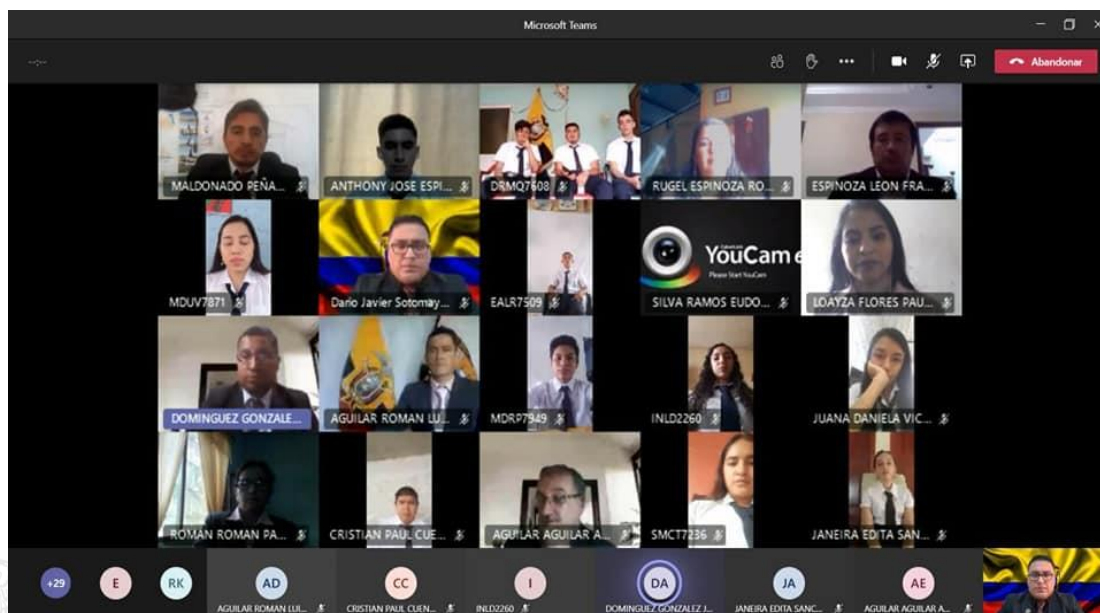 Microsoft Teams
--:--
Abandonar
MALDONADO PEÑA...
ANTHONY JOSE ESPI...
DRMQ7608
RUGEL ESPINOZA RO...
ESPINOZA LEON FRA...
MDUV7871
Dario Javier Sotomay...
EALR7509
YouCam
Please Start YouCam
SILVA RAMOS EUDO...
LOAYZA FLORES PAU...
DOMINGUEZ GONZALE...
AGUILAR ROMAN LU...
MDRP7949
INLD2260
JUANA DANIELA VIC...
ROMAN ROMAN PA...
CRISTIAN PAUL CUE...
AGUILAR AGUILAR A...
SMCT7236
JANEIRA EDITA SAN...
+29
E
RK
AD
AGUILAR ROMAN LUI...
CC
CRISTIAN PAUL CUEN...
I
INLD2260
DA
DOMINGUEZ GONZALEZ J...
JA
JANEIRA EDITA SANC...
AE
AGUILAR AGUILAR A...